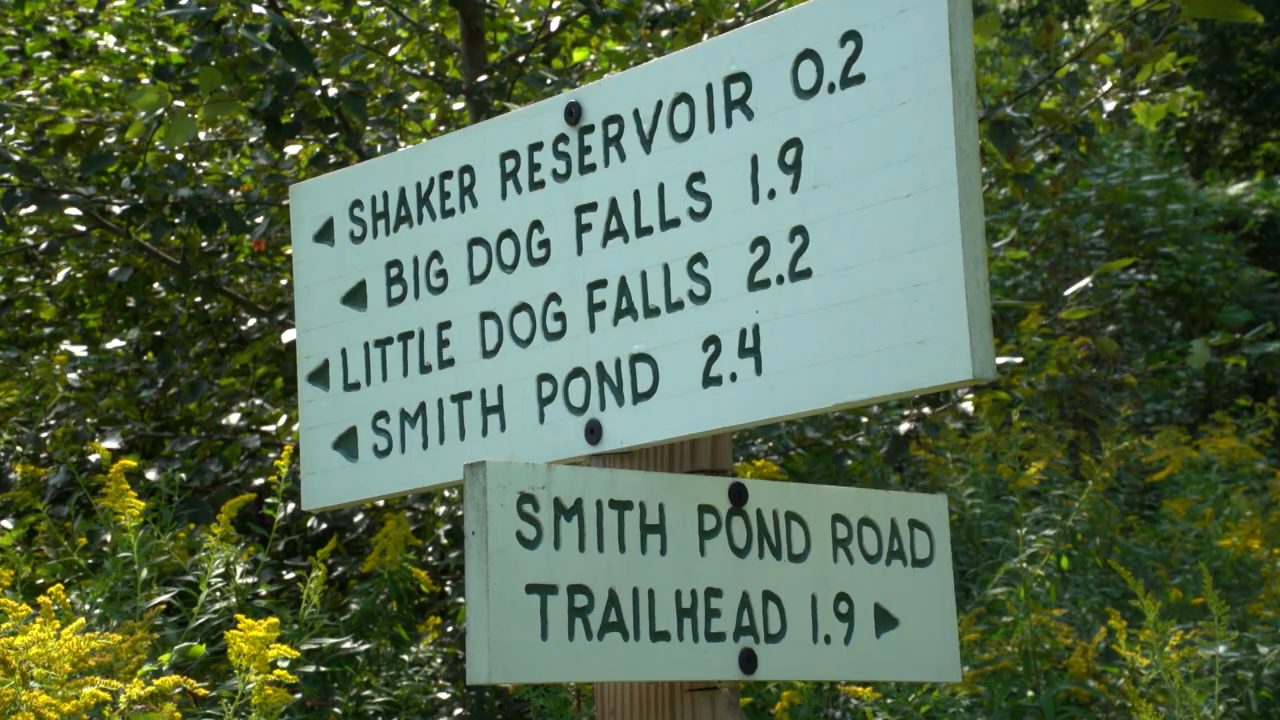 ◀ SHAKER RESERVOIR 0.2
◀ BIG DOG FALLS 1.9
◀ LITTLE DOG FALLS 2.2
◀ SMITH POND 2.4
SMITH POND ROAD
TRAILHEAD 1.9 ▶